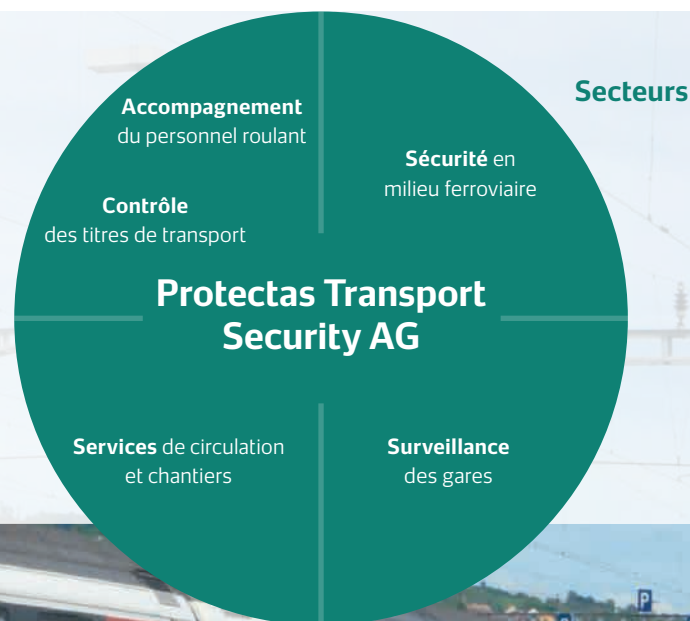 Secteurs
Accompagnement
du personnel roulant
Sécurité en
milieu ferroviaire
Contrôle
des titres de transport
Protectas Transport
Security AG
Services de circulation
et chantiers
Surveillance
des gares
P